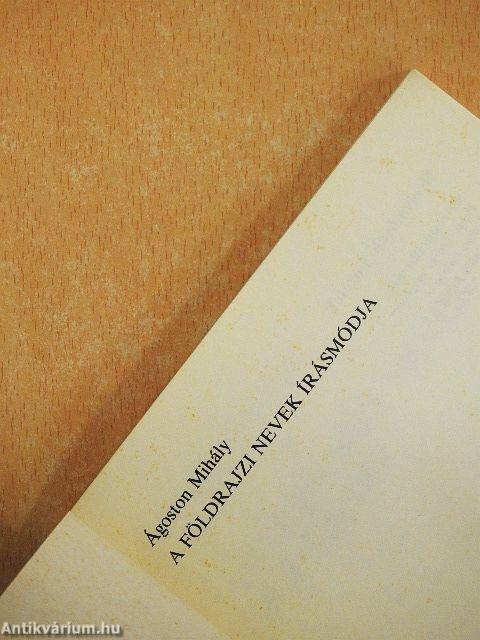 Ágoston Mihály
A FÖLDRAJZI NEVEK ÍRÁSMÓDJA
Antikvárium.hu